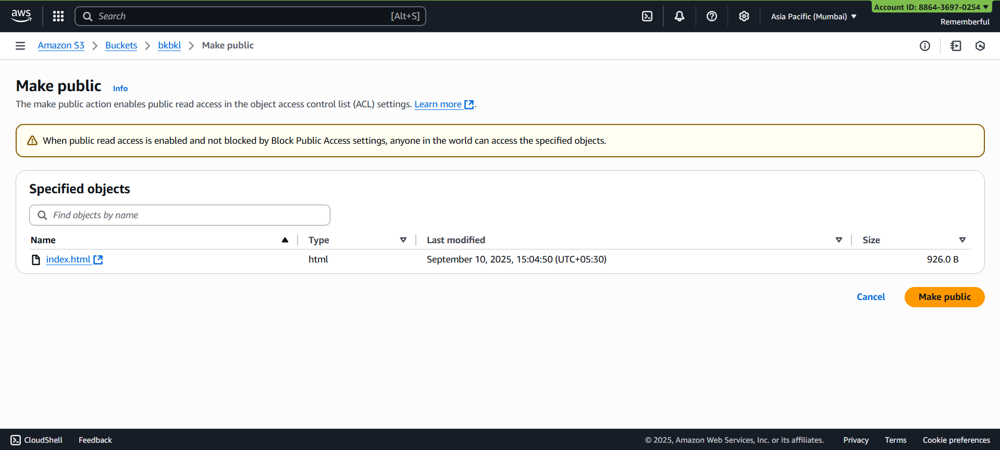 aws
Search [Alt+S]
Asia Pacific (Mumbai)
Account ID: 8864-3697-0254
Rememberful
Amazon S3 Buckets bkbkl Make public
Make public Info
The make public action enables public read access in the object access control list (ACL) settings. Learn more.
When public read access is enabled and not blocked by Block Public Access settings, anyone in the world can access the specified objects.
Specified objects
Find objects by name
Name Type Last modified Size
index.html html September 10, 2025, 15:04:50 (UTC+05:30) 926.0 B
Cancel Make public
CloudShell Feedback © 2025, Amazon Web Services, Inc. or its affiliates. Privacy Terms Cookie preferences